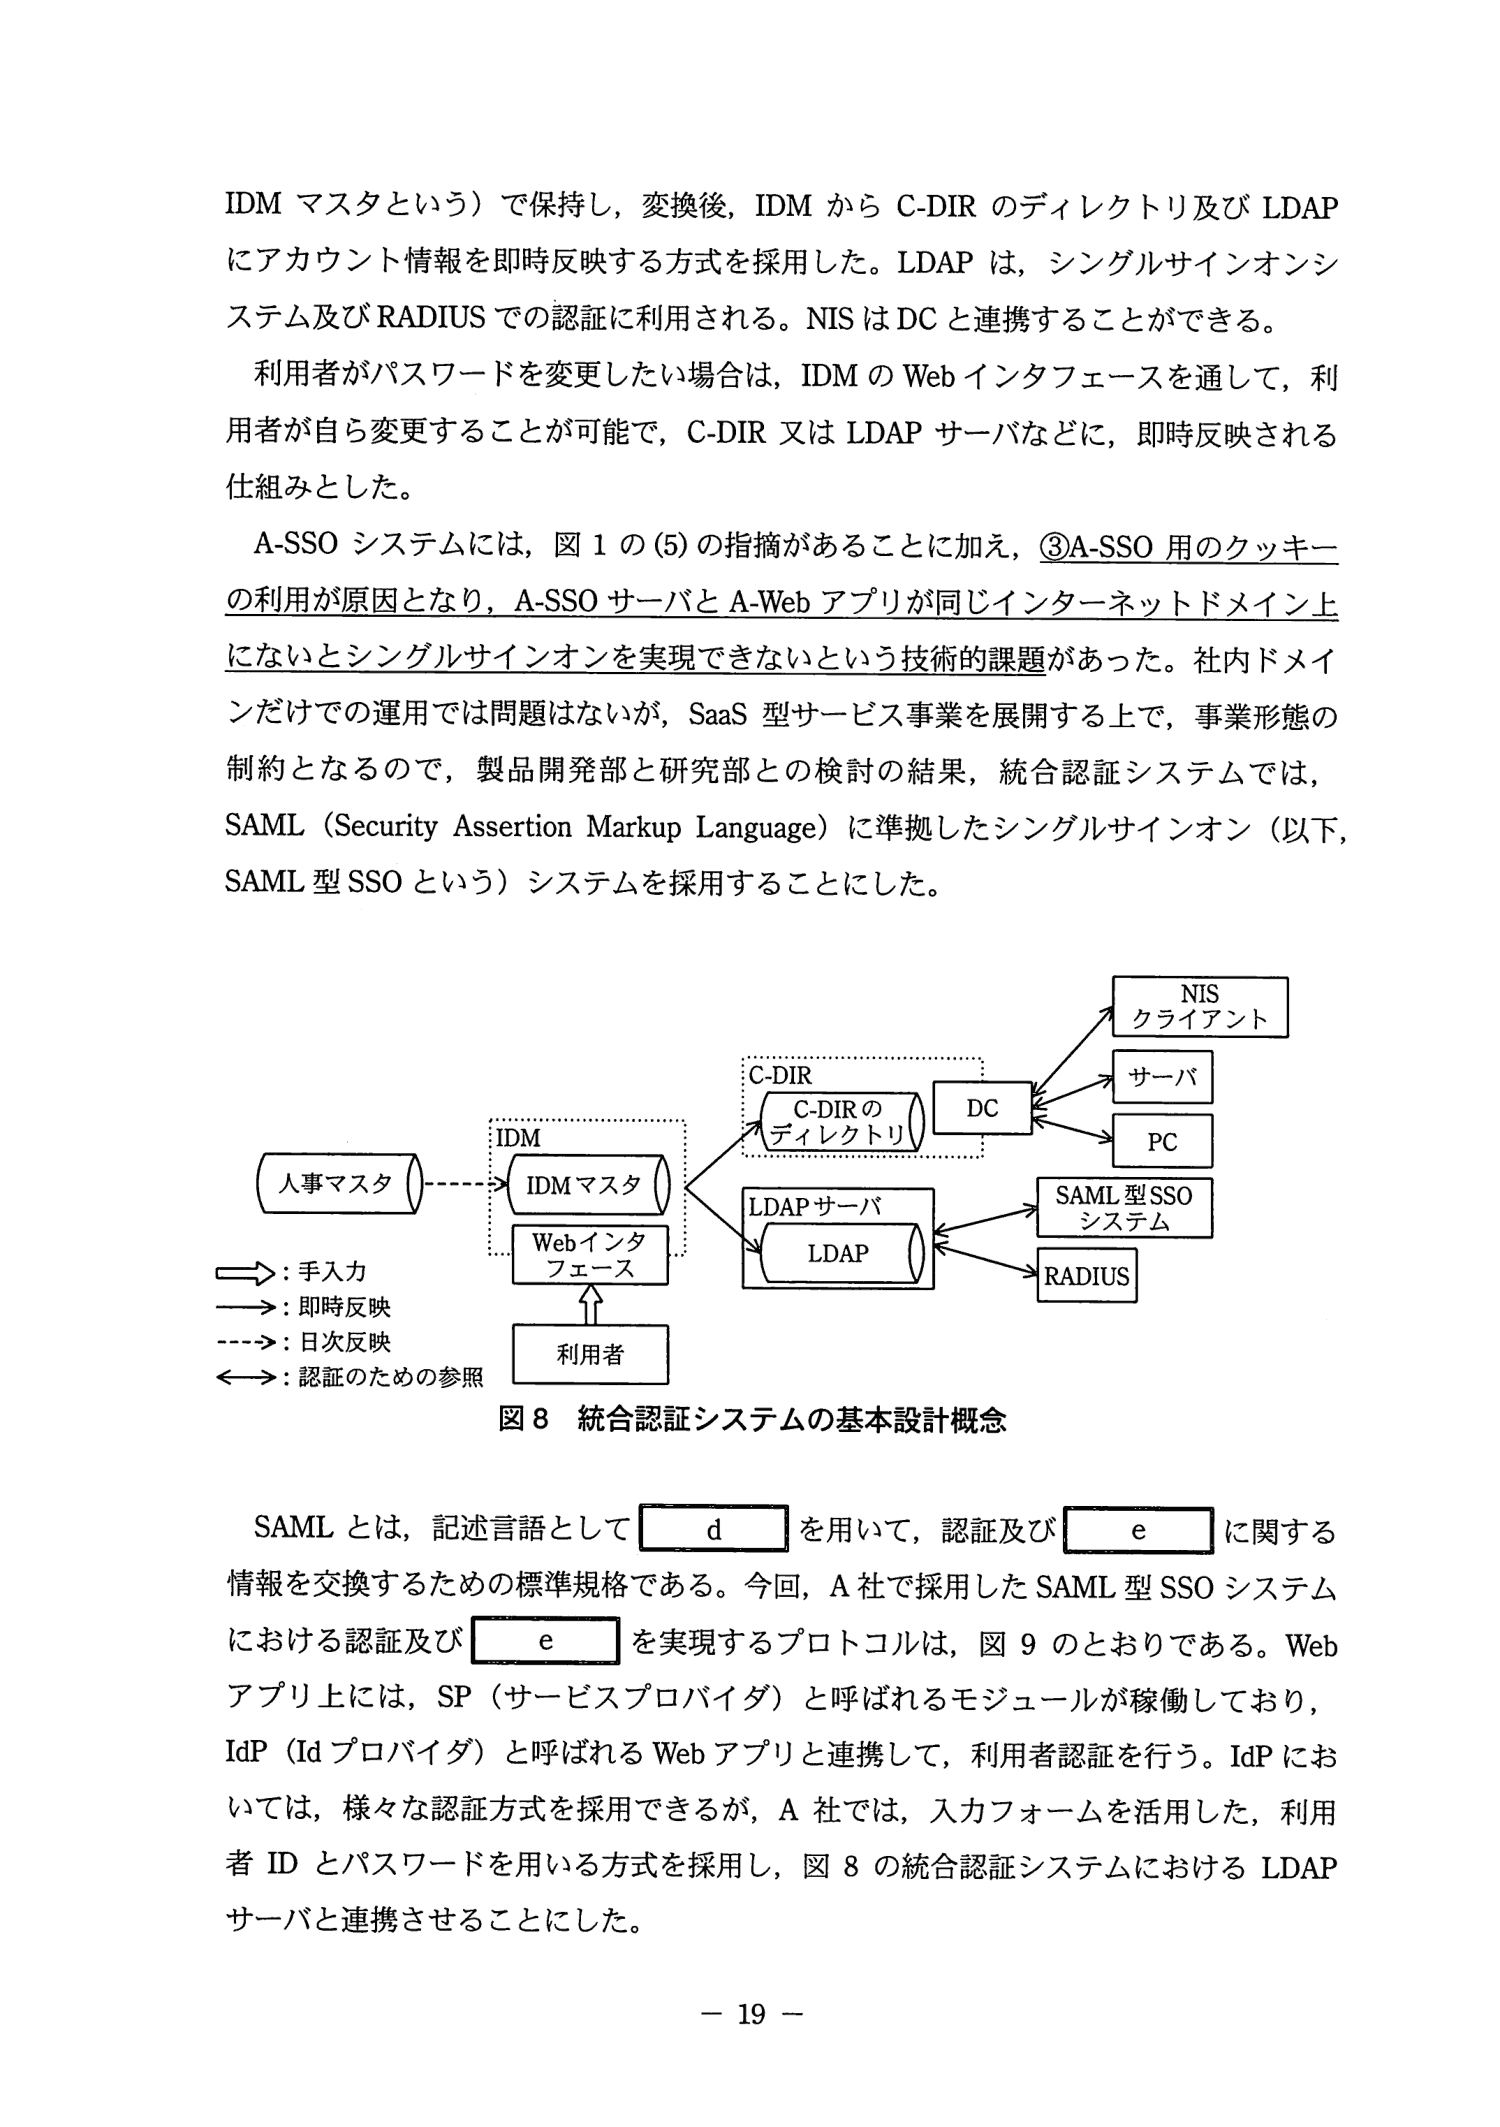 IDM マスタという）で保持し，変換後，IDM から C-DIR のディレクトリ及び LDAP
にアカウント情報を即時反映する方式を採用した。LDAP は，シングルサインオンシ
ステム及び RADIUS での認証に利用される。NIS は DC と連携することができる。
利用者がパスワードを変更したい場合は，IDM の Web インタフェースを通して，利
用者が自ら変更することが可能で，C-DIR 又は LDAP サーバなどに，即時反映される
仕組みとした。
A-SSO システムには，図 1 の (5) の指摘があることに加え，③A-SSO 用のクッキー
の利用が原因となり，A-SSO サーバと A-Web アプリが同じインターネットドメイン上
にないとシングルサインオンを実現できないという技術的課題があった。社内ドメイ
ンだけでの運用では問題はないが，SaaS 型サービス事業を展開する上で，事業形態の
制約となるので，製品開発部と研究部との検討の結果，統合認証システムでは，
SAML（Security Assertion Markup Language）に準拠したシングルサインオン（以下，
SAML 型 SSO という）システムを採用することにした。
NIS
クライアント
C-DIR
サーバ
C-DIRの
ディレクトリ
DC
IDM
PC
人事マスタ
IDMマスタ
LDAPサーバ
SAML型SSO
システム
Webインタ
フェース
LDAP
RADIUS
：手入力
：即時反映
：日次反映
利用者
：認証のための参照
図 8 統合認証システムの基本設計概念
SAML とは，記述言語として d を用いて，認証及び e に関する
情報を交換するための標準規格である。今回，A 社で採用した SAML 型 SSO システム
における認証及び e を実現するプロトコルは，図 9 のとおりである。Web
アプリ上には，SP（サービスプロバイダ）と呼ばれるモジュールが稼働しており，
IdP（Id プロバイダ）と呼ばれる Web アプリと連携して，利用者認証を行う。IdP にお
いては，様々な認証方式を採用できるが，A 社では，入力フォームを活用した，利用
者 ID とパスワードを用いる方式を採用し，図 8 の統合認証システムにおける LDAP
サーバと連携させることにした。
－ 19 －